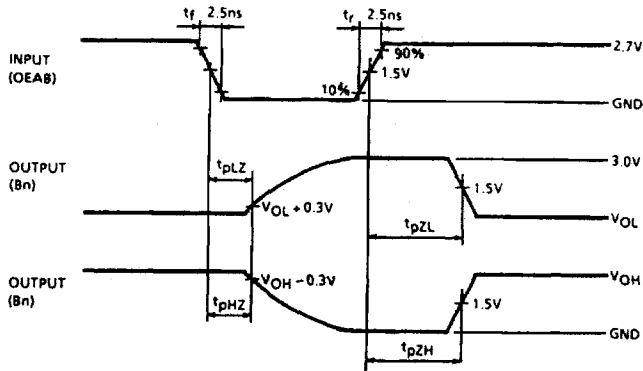 tf 2.5ns tr 2.5ns
INPUT
(OEAB)
90%
1.5V
10%
2.7V
GND
OUTPUT
(Bn)
tpLZ
VOL + 0.3V
3.0V
1.5V
tpZL
VOL
OUTPUT
(Bn)
VOH − 0.3V
tpHZ
VOH
1.5V
GND
tpZH